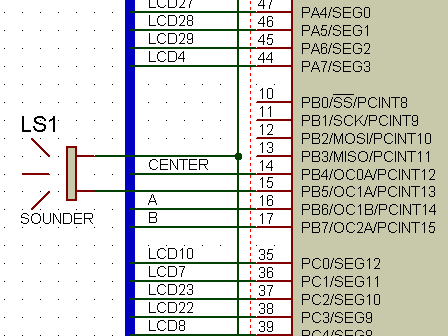 LCD27 47 PA4/SEG0
LCD28 46 PA5/SEG1
LCD29 45 PA6/SEG2
LCD4 44 PA7/SEG3
10 PB0/SS/PCINT8
11 PB1/SCK/PCINT9
LS1
12 PB2/MOSI/PCINT10
13 PB3/MISO/PCINT11
CENTER 14 PB4/OC0A/PCINT12
15 PB5/OC1A/PCINT13
A 16 PB6/OC1B/PCINT14
SOUNDER
B 17 PB7/OC2A/PCINT15
LCD10 35 PC0/SEG12
LCD7 36 PC1/SEG11
LCD23 37 PC2/SEG10
LCD22 38 PC3/SEG9
LCD8 39 PC4/SEG8